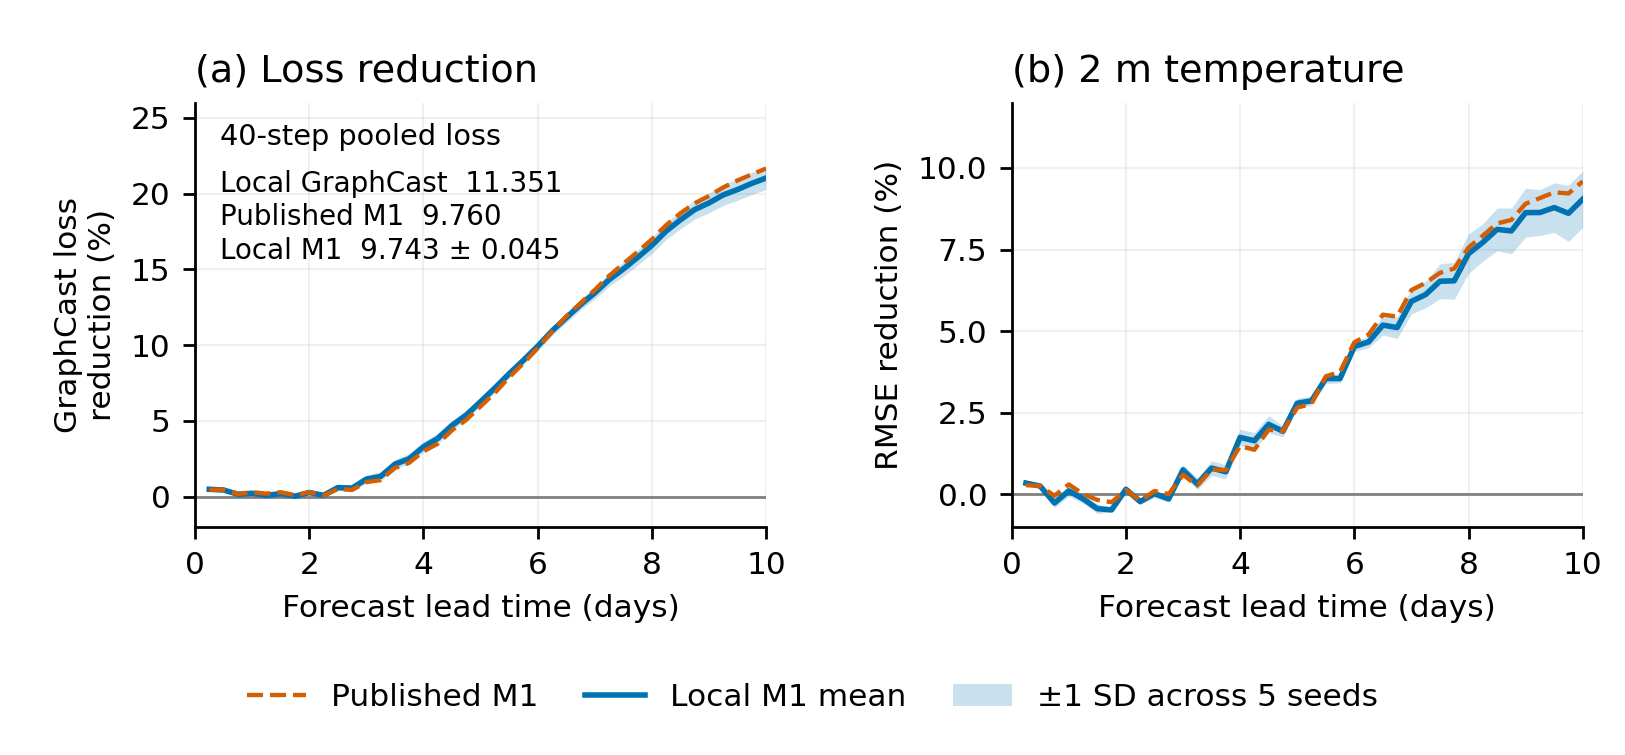 (a) Loss reduction
GraphCast loss
reduction (%)
25
20
15
10
5
0
40-step pooled loss
Local GraphCast 11.351
Published M1 9.760
Local M1 9.743 ± 0.045
0 2 4 6 8 10
Forecast lead time (days)
(b) 2 m temperature
RMSE reduction (%)
10.0
7.5
5.0
2.5
0.0
0 2 4 6 8 10
Forecast lead time (days)
Published M1
Local M1 mean
±1 SD across 5 seeds